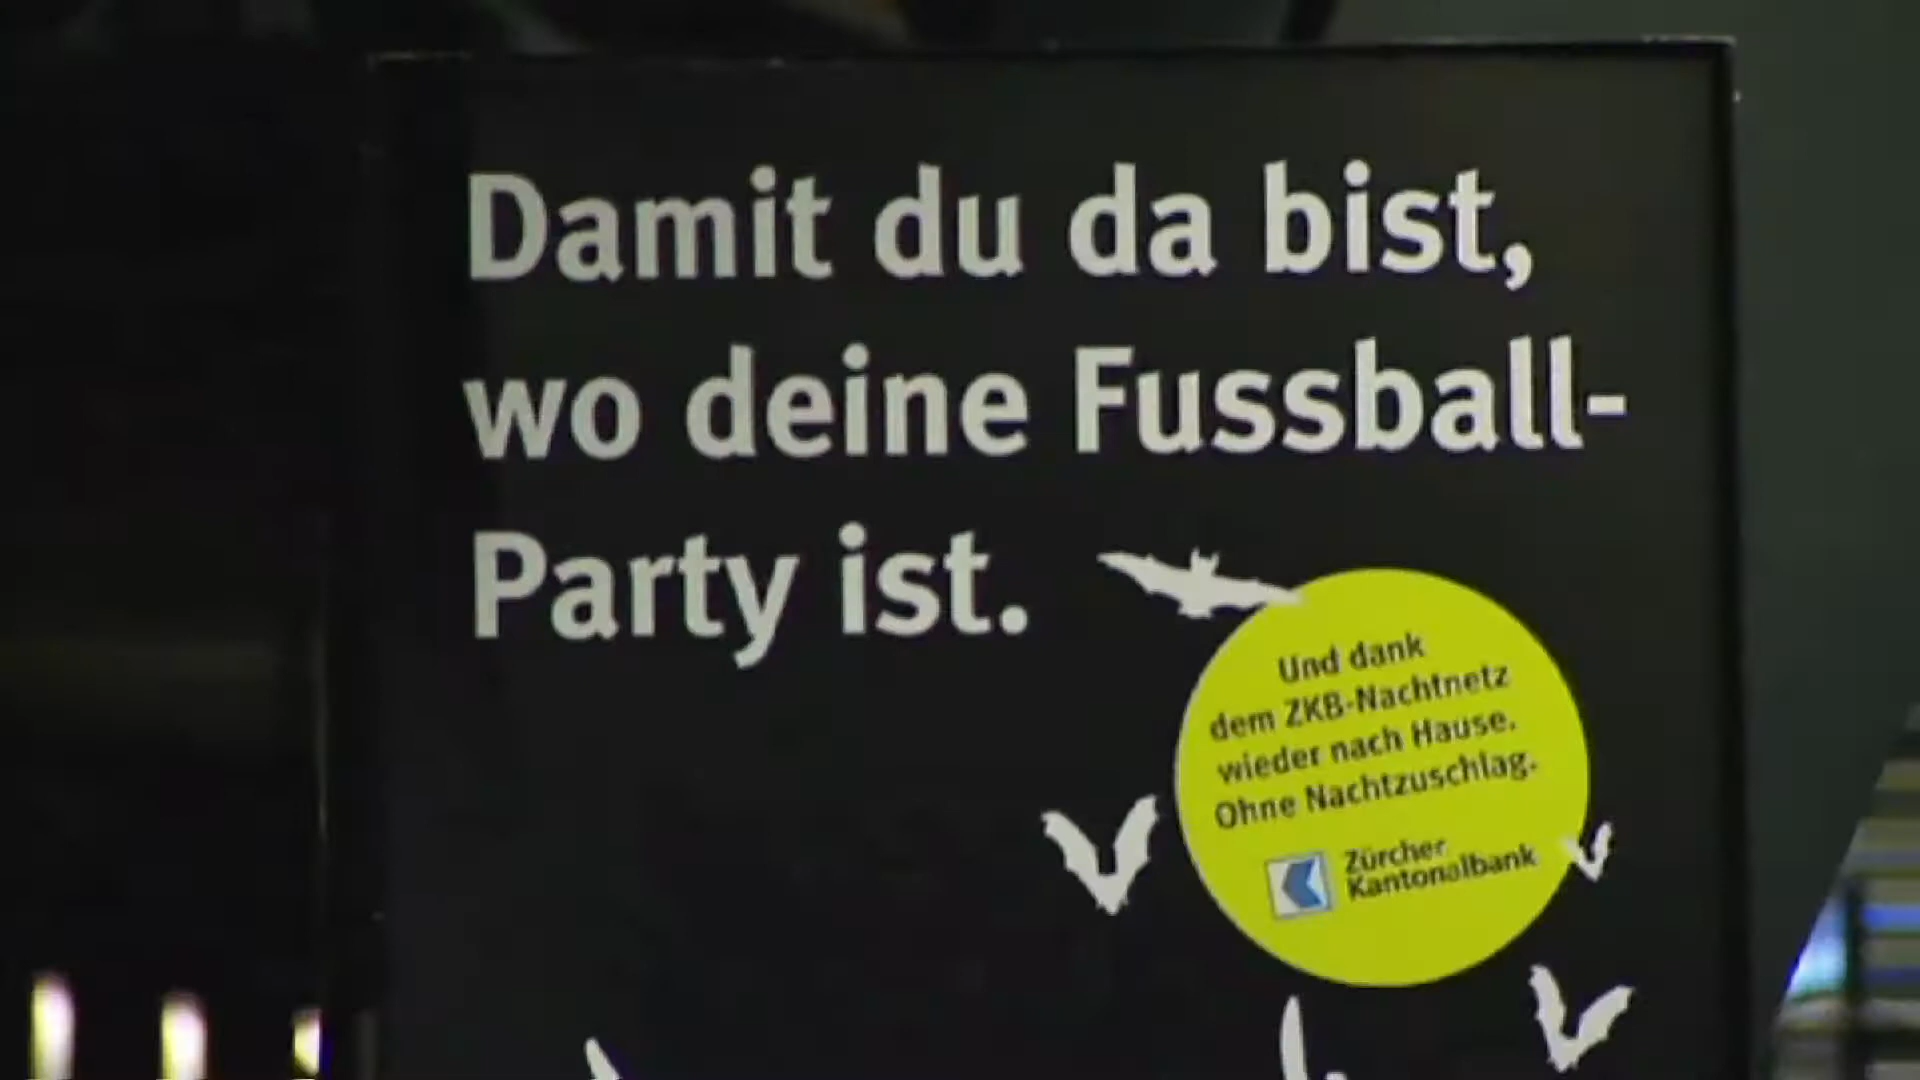 Damit du da bist,
wo deine Fussball-
Party ist.
Und dank
dem ZKB-Nachtnetz
wieder nach Hause.
Ohne Nachtzuschlag.
Zürcher
Kantonalbank